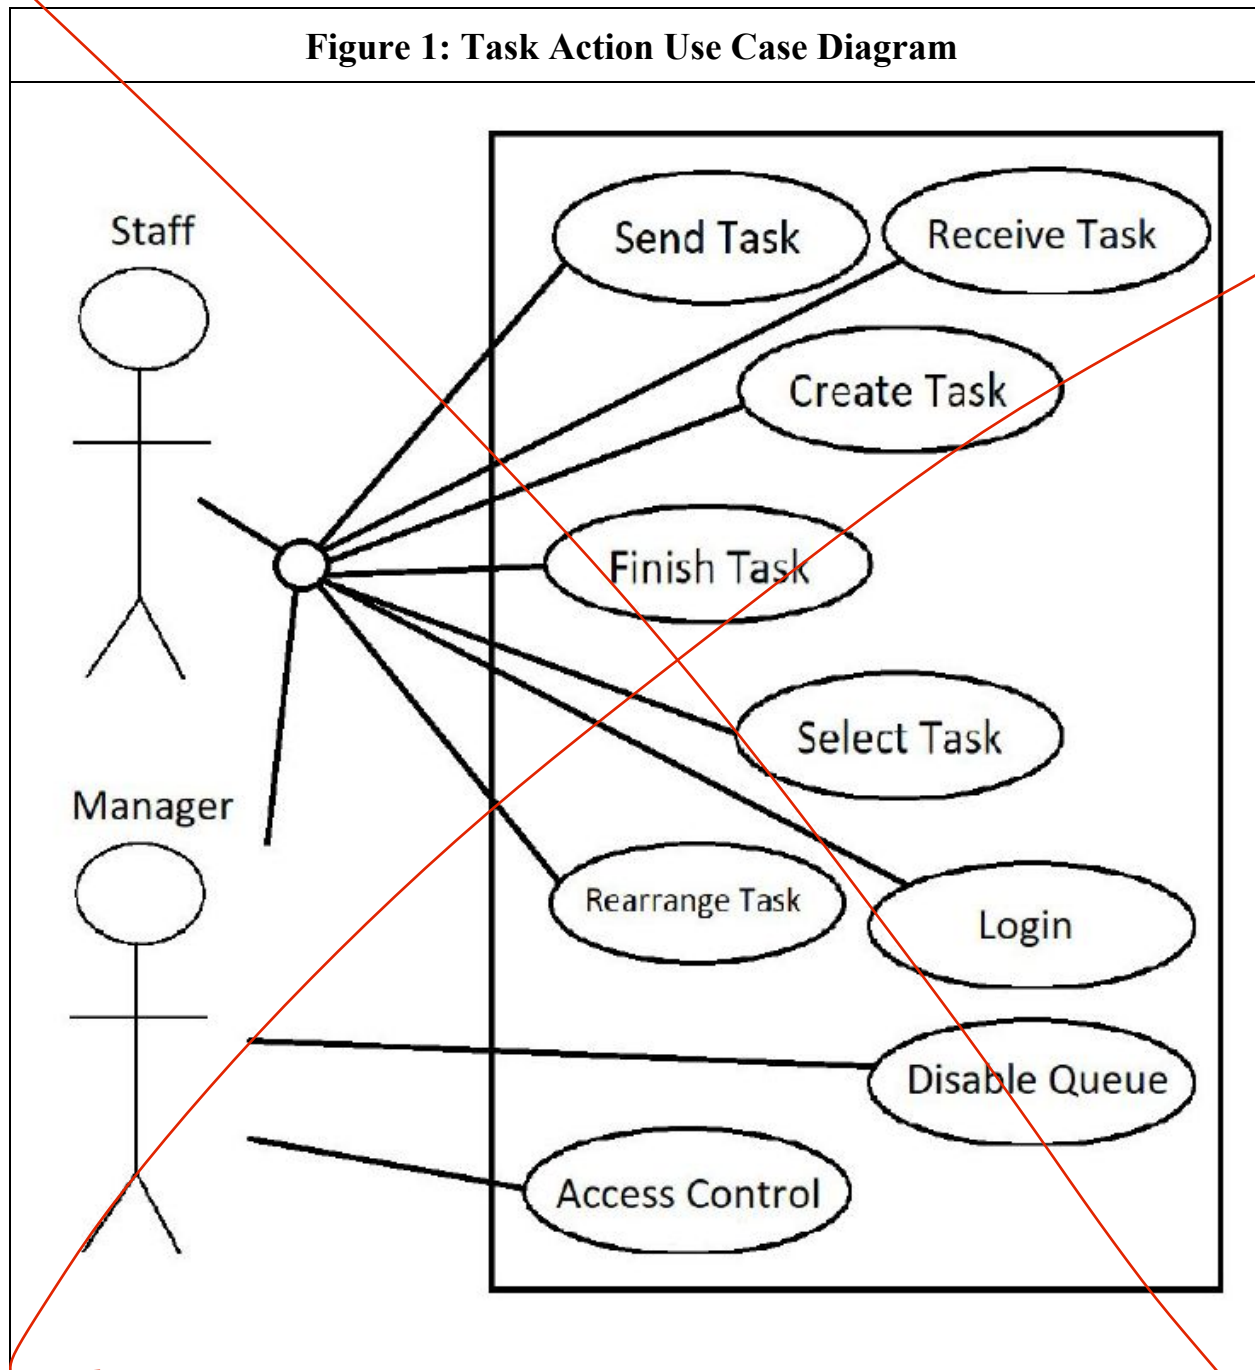 Figure 1: Task Action Use Case Diagram
Staff
Send Task
Receive Task
Create Task
Finish Task
Select Task
Manager
Rearrange Task
Login
Disable Queue
Access Control